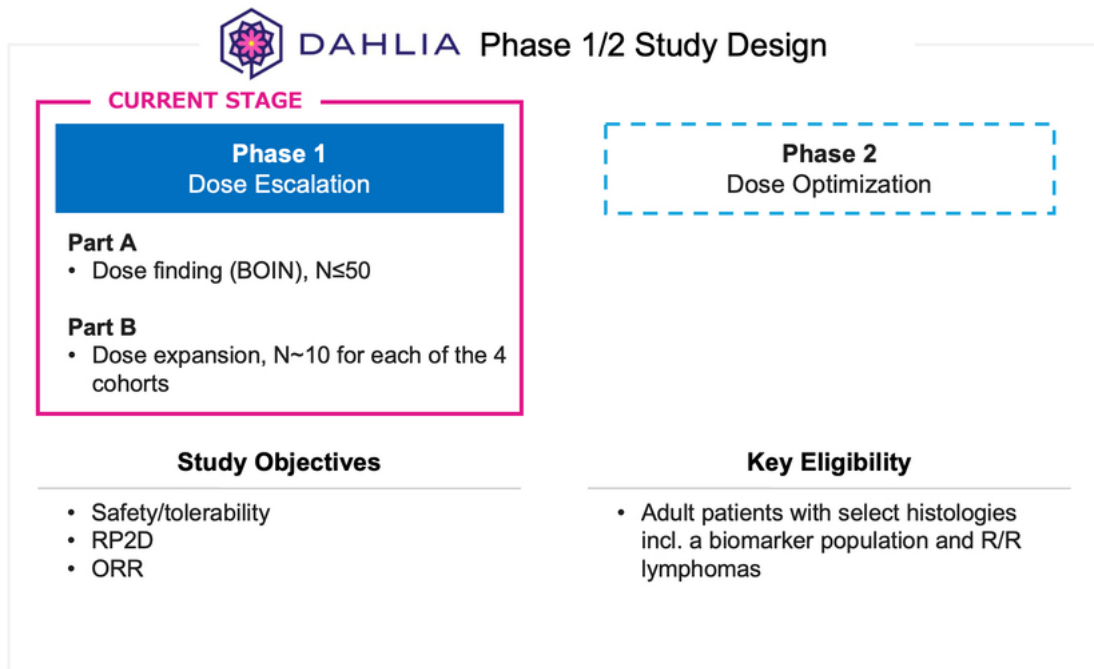 DAHLIA Phase 1/2 Study Design
CURRENT STAGE
Phase 1
Dose Escalation
Part A
• Dose finding (BOIN), N≤50
Part B
• Dose expansion, N~10 for each of the 4
cohorts
Phase 2
Dose Optimization
Study Objectives
• Safety/tolerability
• RP2D
• ORR
Key Eligibility
• Adult patients with select histologies
incl. a biomarker population and R/R
lymphomas